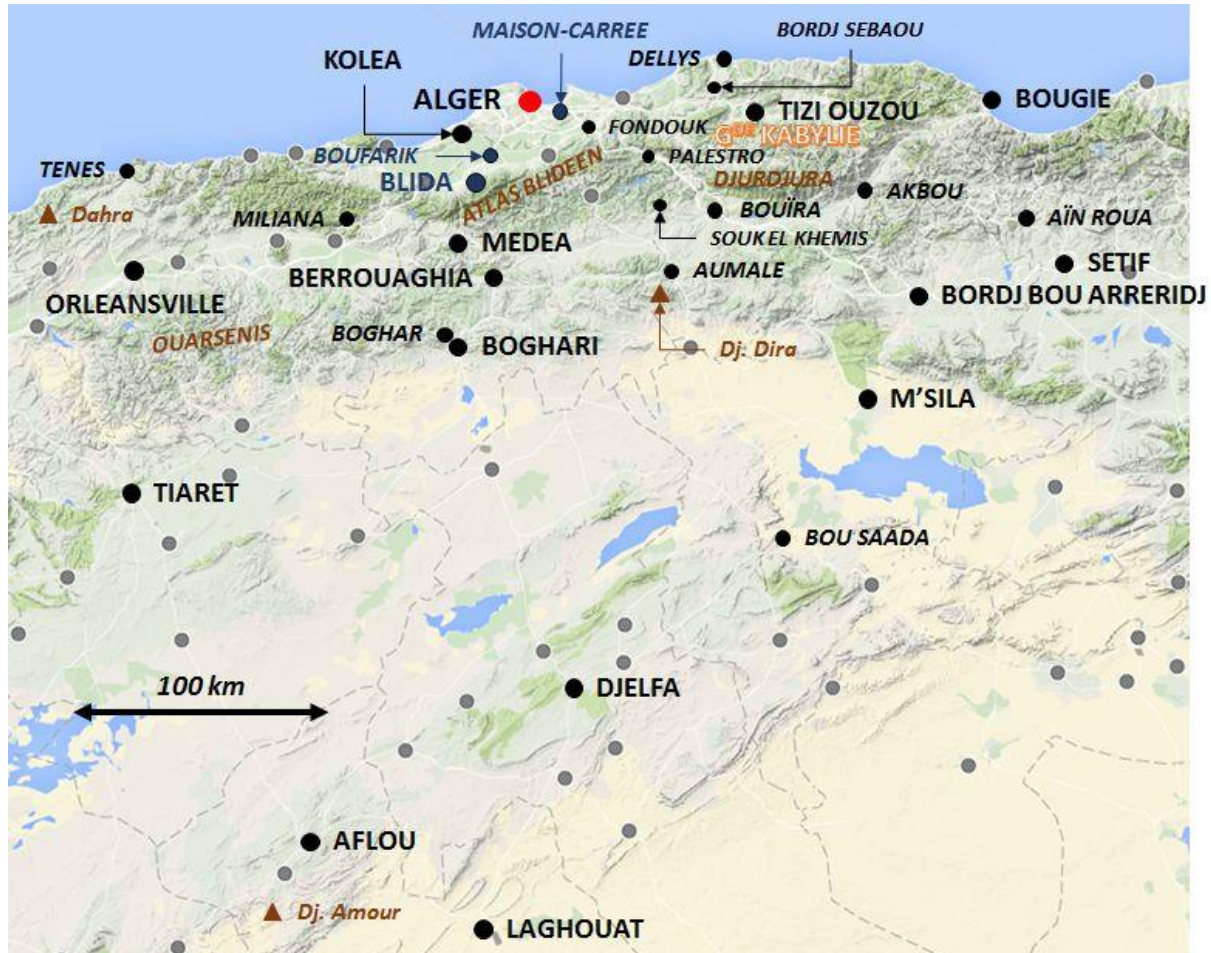 MAISON-CARREE
BORDJ SEBAOU
KOLEA
DELLYS
ALGER
TIZI OUZOU
BOUGIE
FONDOUK
GDE KABYLIE
BOUFARIK
PALESTRO
TENES
BLIDA
ATLAS BLIDEEN
DJURDJURA
AKBOU
Dahra
MILIANA
BOUÏRA
AÏN ROUA
MEDEA
SOUK EL KHEMIS
SETIF
BERROUAGHIA
AUMALE
ORLEANSVILLE
BORDJ BOU ARRERIDJ
OUARSENIS
BOGHAR
BOGHARI
Dj. Dira
M'SILA
TIARET
BOU SAADA
100 km
DJELFA
AFLOU
Dj. Amour
LAGHOUAT